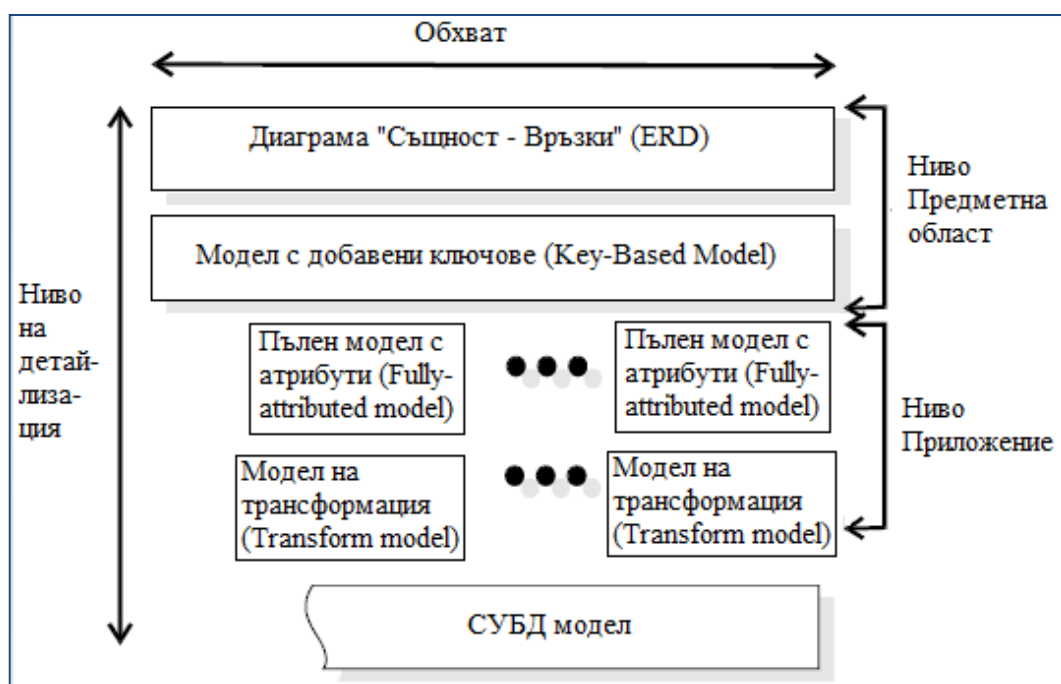 Обхват
Диаграма "Същност - Връзки" (ERD)
Модел с добавени ключове (Key-Based Model)
Ниво
Предметна
област
Ниво
на
детай-
лиза-
ция
Пълен модел с
атрибути (Fully-
attributed model)
Пълен модел с
атрибути (Fully-
attributed model)
Ниво
Приложение
Модел на
трансформация
(Transform model)
Модел на
трансформация
(Transform model)
СУБД модел